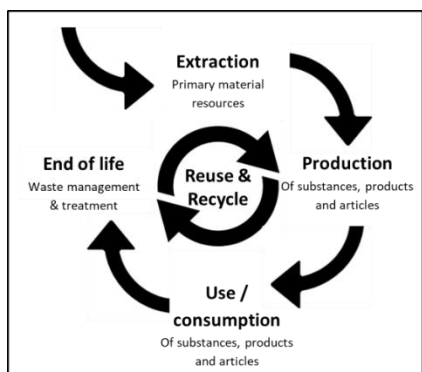 Extraction
Primary material
resources
Production
Of substances, products
and articles
Use /
consumption
Of substances, products
and articles
End of life
Waste management
& treatment
Reuse &
Recycle